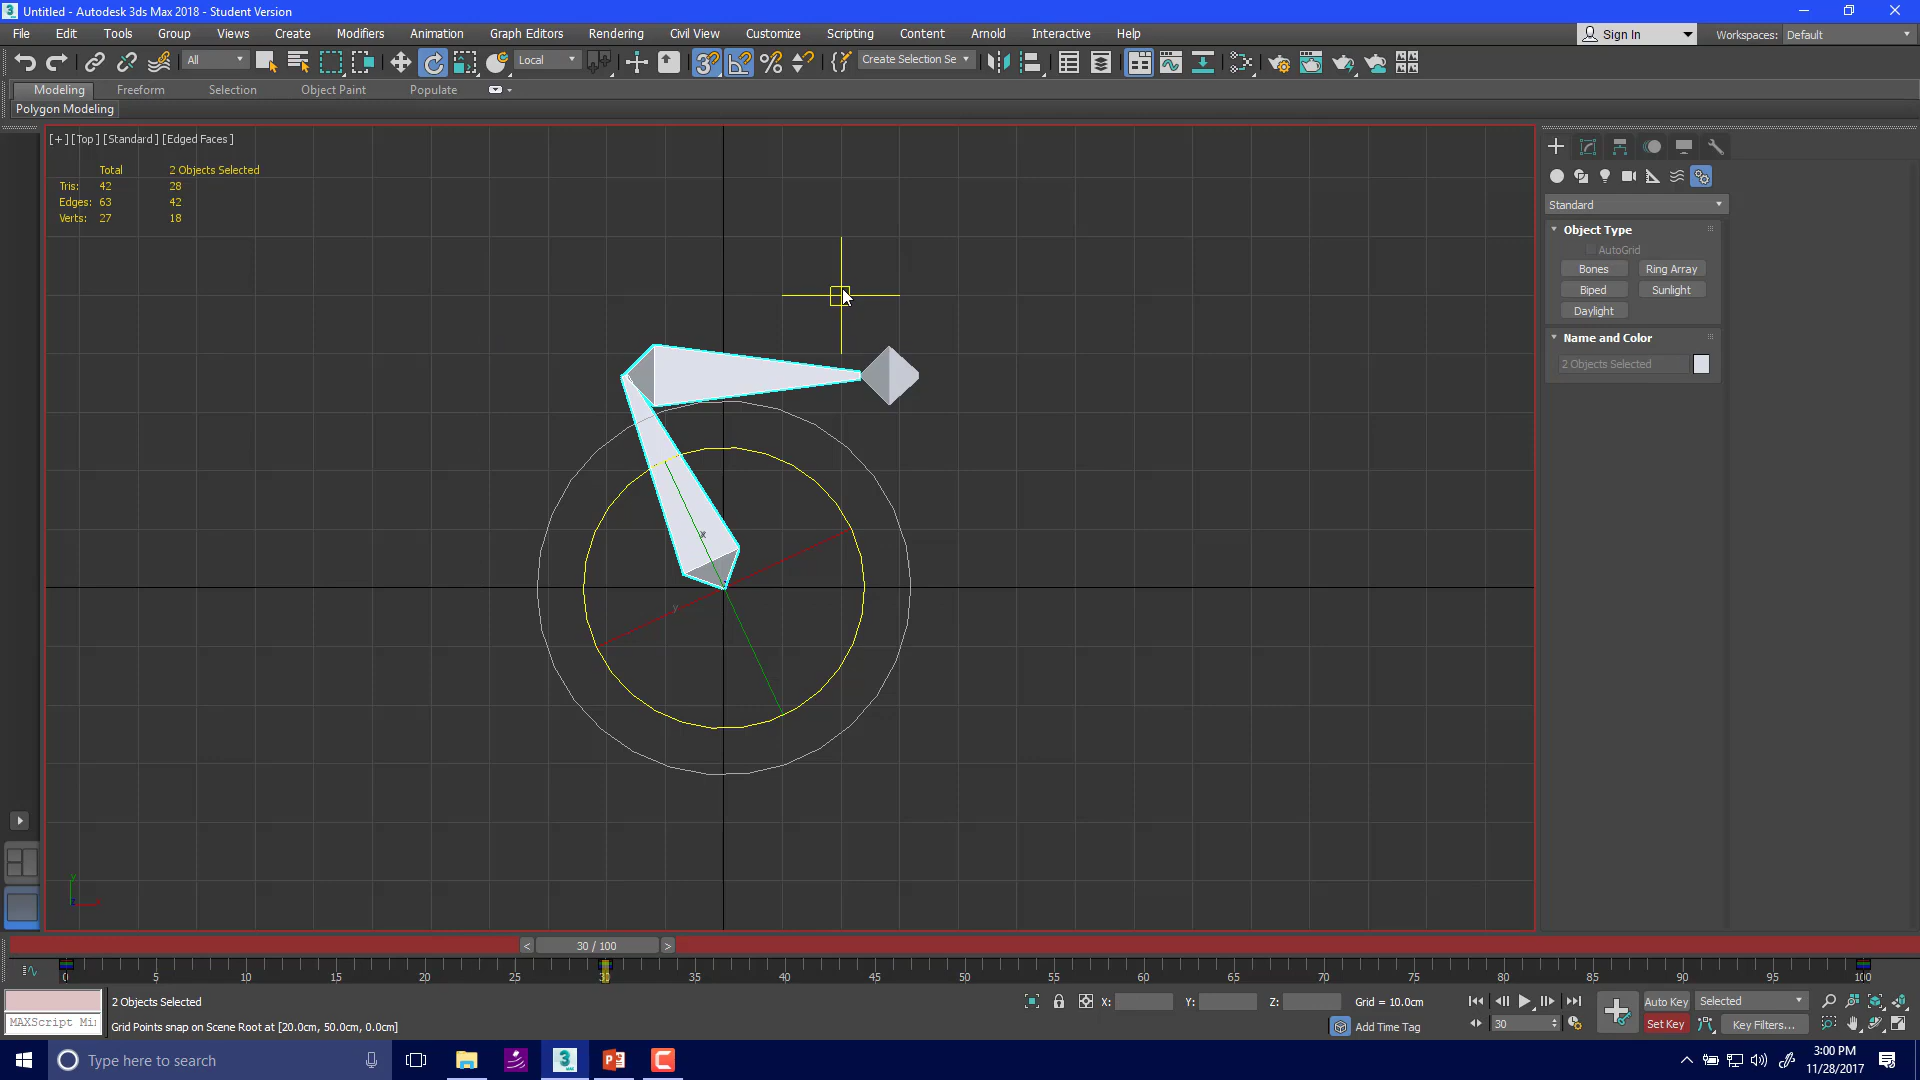 Untitled - Autodesk 3ds Max 2018 - Student Version
File Edit Tools Group Views Create Modifiers Animation Graph Editors Rendering Civil View Customize Scripting Content Arnold Interactive Help
Sign In Workspaces: Default
All Local Create Selection Se
Modeling Freeform Selection Object Paint Populate
Polygon Modeling
[+] [Top] [Standard] [Edged Faces]
Total 2 Objects Selected
Tris: 42 28
Edges: 63 42
Verts: 27 18
x
y
Standard
Object Type
AutoGrid
Bones Ring Array
Biped Sunlight
Daylight
Name and Color
2 Objects Selected
< 30 / 100 >
0 5 10 15 20 25 30 35 40 45 50 55 60 65 70 75 80 85 90 95 100
2 Objects Selected X: Y: Z: Grid = 10.0cm
MAXScript Mi
Grid Points snap on Scene Root at [20.0cm, 50.0cm, 0.0cm]
Add Time Tag
30
Auto Key Selected
Set Key Key Filters...
Type here to search
3:00 PM
11/28/2017